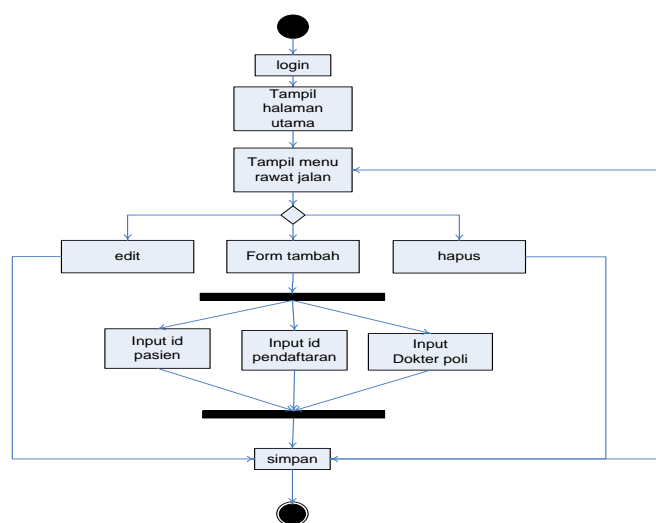 login
Tampil
halaman
utama
Tampil menu
rawat jalan
edit
Form tambah
hapus
Input id
pasien
Input id
pendaftaran
Input
Dokter poli
simpan